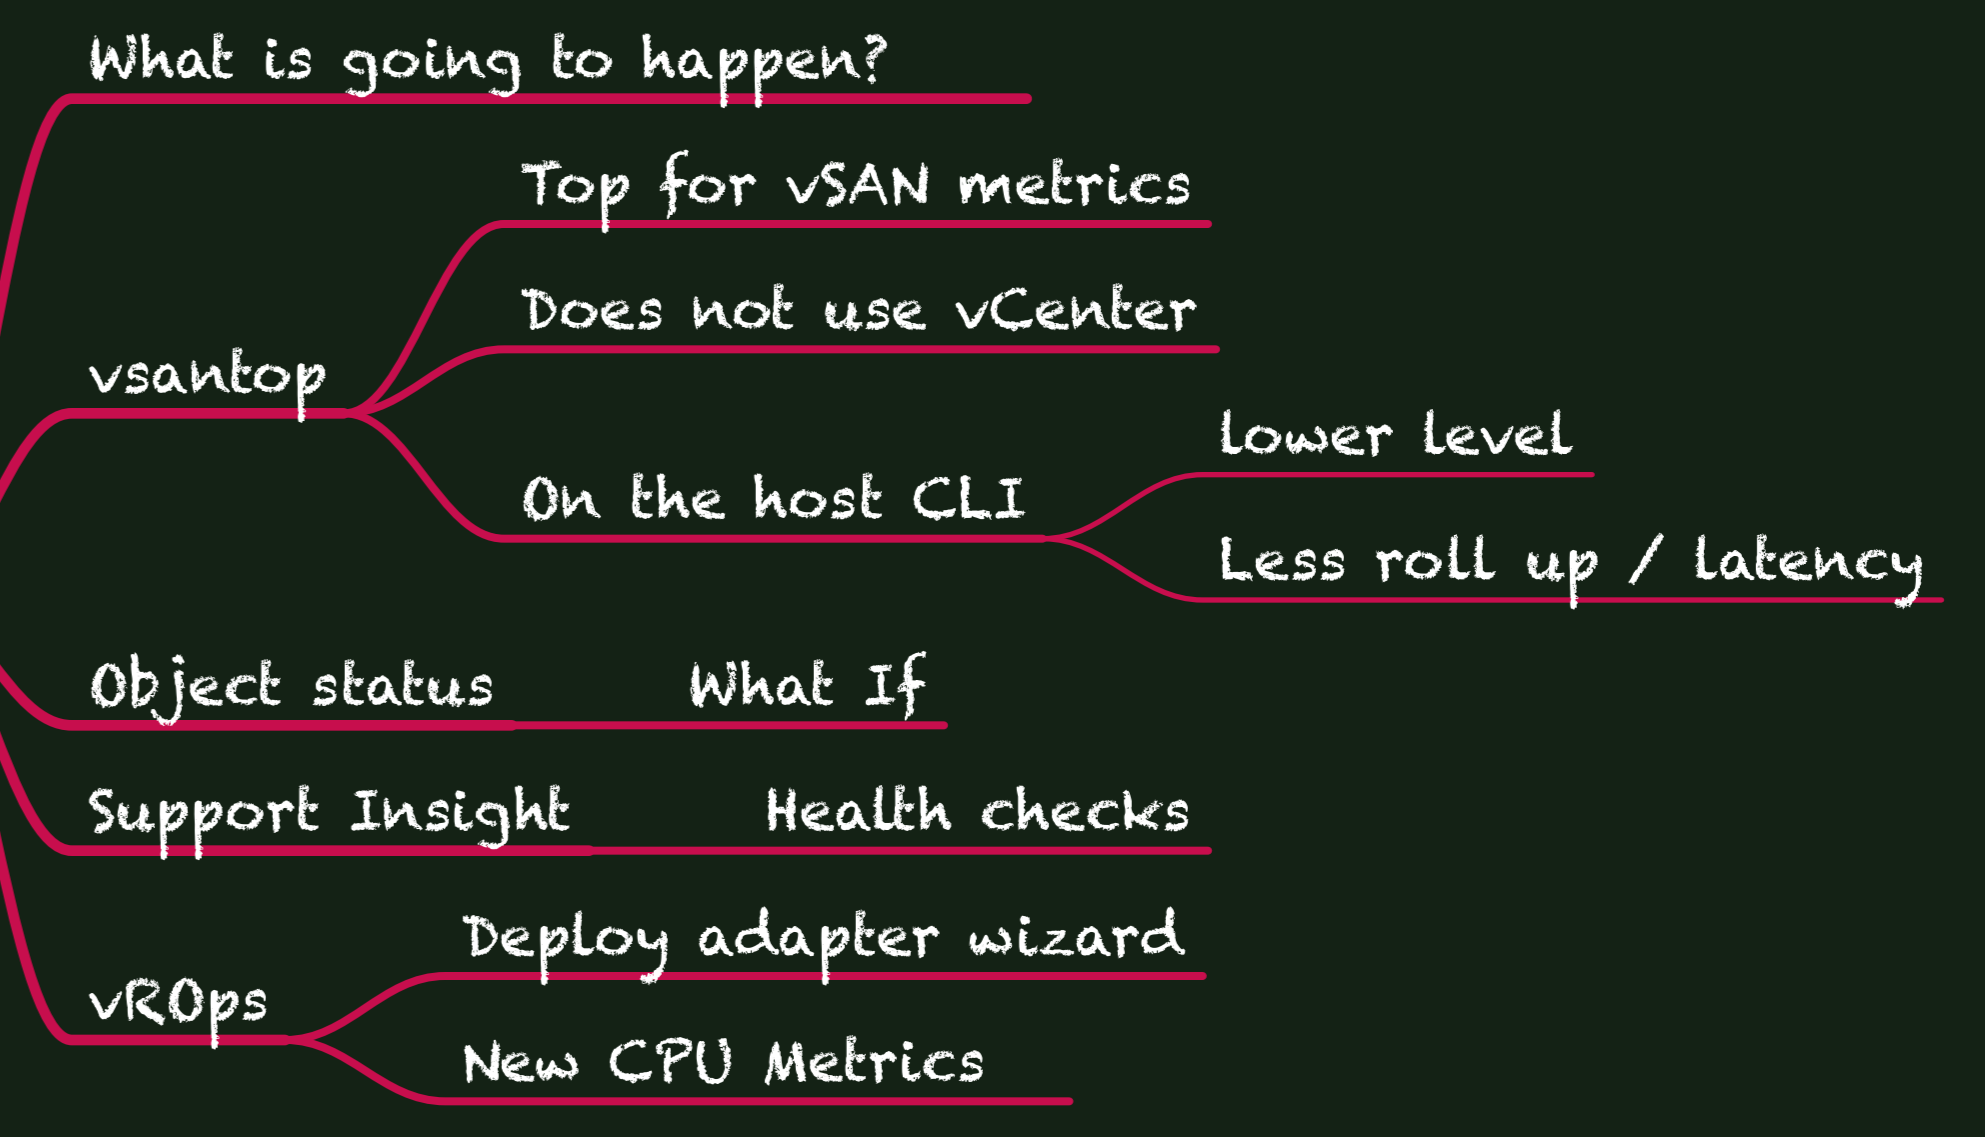 What is going to happen?
Top for vSAN metrics
Does not use vCenter
vsantop
lower level
On the host CLI
Less roll up / latency
Object status What If
Support Insight Health checks
Deploy adapter wizard
vROps
New CPU Metrics